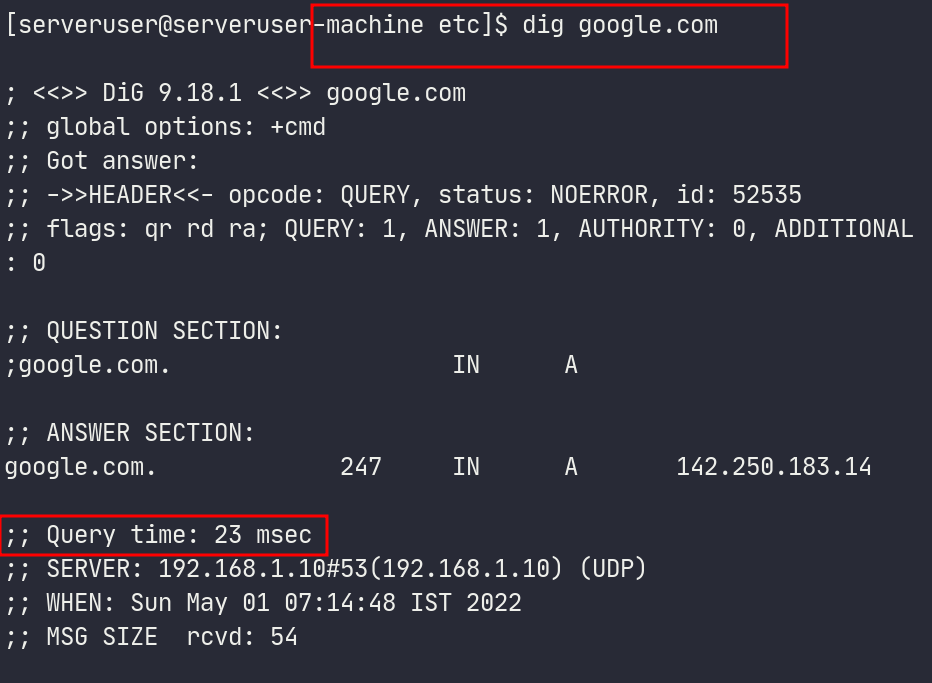 [serveruser@serveruser-machine etc]$ dig google.com
; <<>> DiG 9.18.1 <<>> google.com
;; global options: +cmd
;; Got answer:
;; ->>HEADER<<- opcode: QUERY, status: NOERROR, id: 52535
;; flags: qr rd ra; QUERY: 1, ANSWER: 1, AUTHORITY: 0, ADDITIONAL
: 0
;; QUESTION SECTION:
;google.com. IN A
;; ANSWER SECTION:
google.com. 247 IN A 142.250.183.14
;; Query time: 23 msec
;; SERVER: 192.168.1.10#53(192.168.1.10) (UDP)
;; WHEN: Sun May 01 07:14:48 IST 2022
;; MSG SIZE rcvd: 54